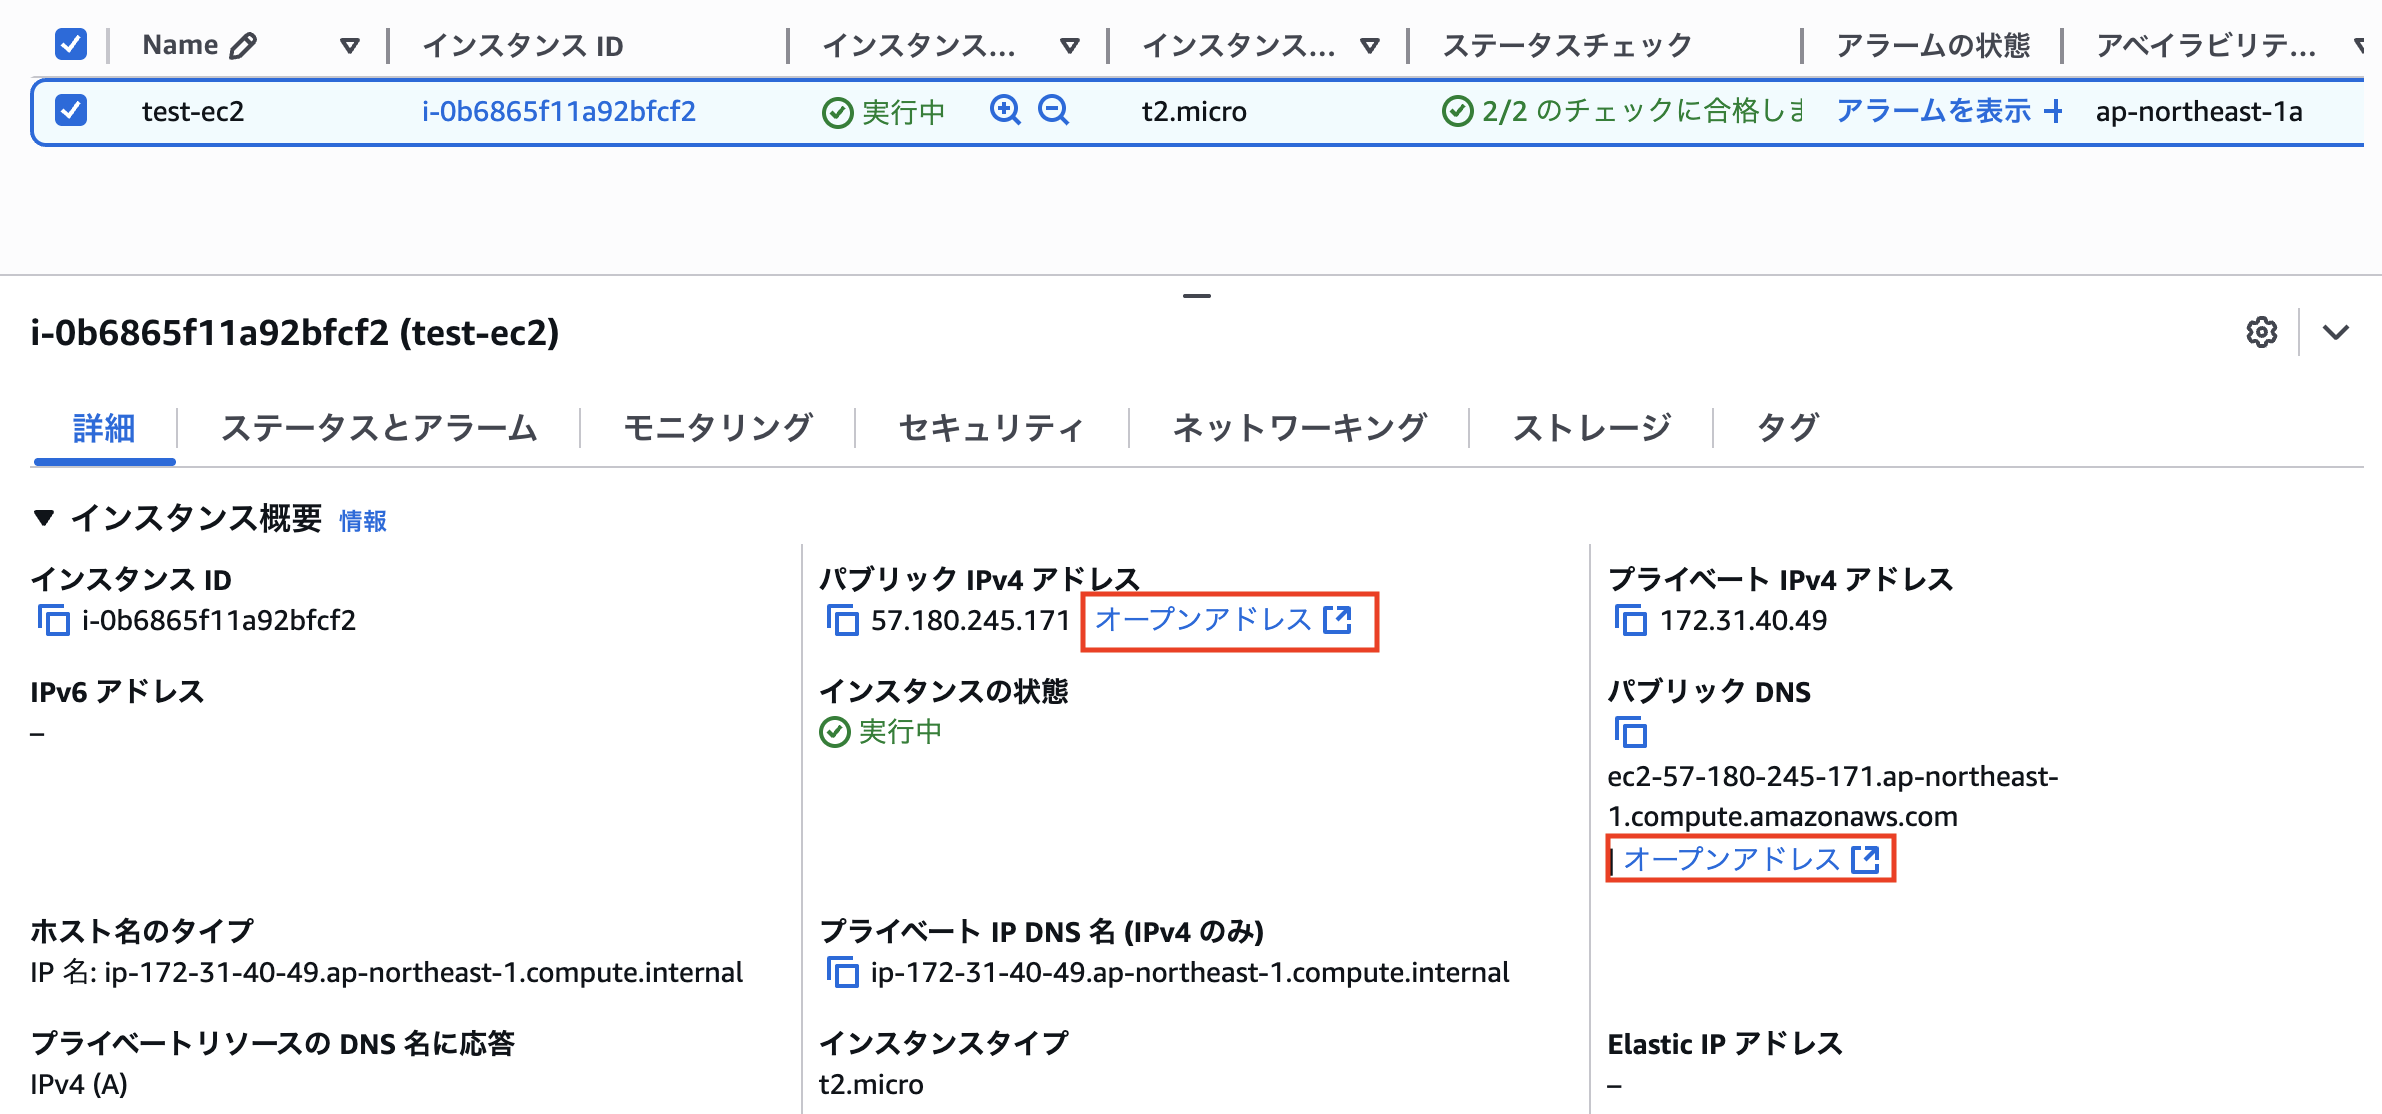 Name インスタンス ID インスタンス... インスタンス... ステータスチェック アラームの状態 アベイラビリテ...
test-ec2 i-0b6865f11a92bfcf2 実行中 t2.micro 2/2 のチェックに合格しま アラームを表示 + ap-northeast-1a
i-0b6865f11a92bfcf2 (test-ec2)
詳細 ステータスとアラーム モニタリング セキュリティ ネットワーキング ストレージ タグ
▼ インスタンス概要 情報
インスタンス ID
i-0b6865f11a92bfcf2
パブリック IPv4 アドレス
57.180.245.171 オープンアドレス
プライベート IPv4 アドレス
172.31.40.49
IPv6 アドレス
–
インスタンスの状態
実行中
パブリック DNS
ec2-57-180-245-171.ap-northeast-
1.compute.amazonaws.com
| オープンアドレス
ホスト名のタイプ
IP 名: ip-172-31-40-49.ap-northeast-1.compute.internal
プライベート IP DNS 名 (IPv4 のみ)
ip-172-31-40-49.ap-northeast-1.compute.internal
プライベートリソースの DNS 名に応答
IPv4 (A)
インスタンスタイプ
t2.micro
Elastic IP アドレス
–